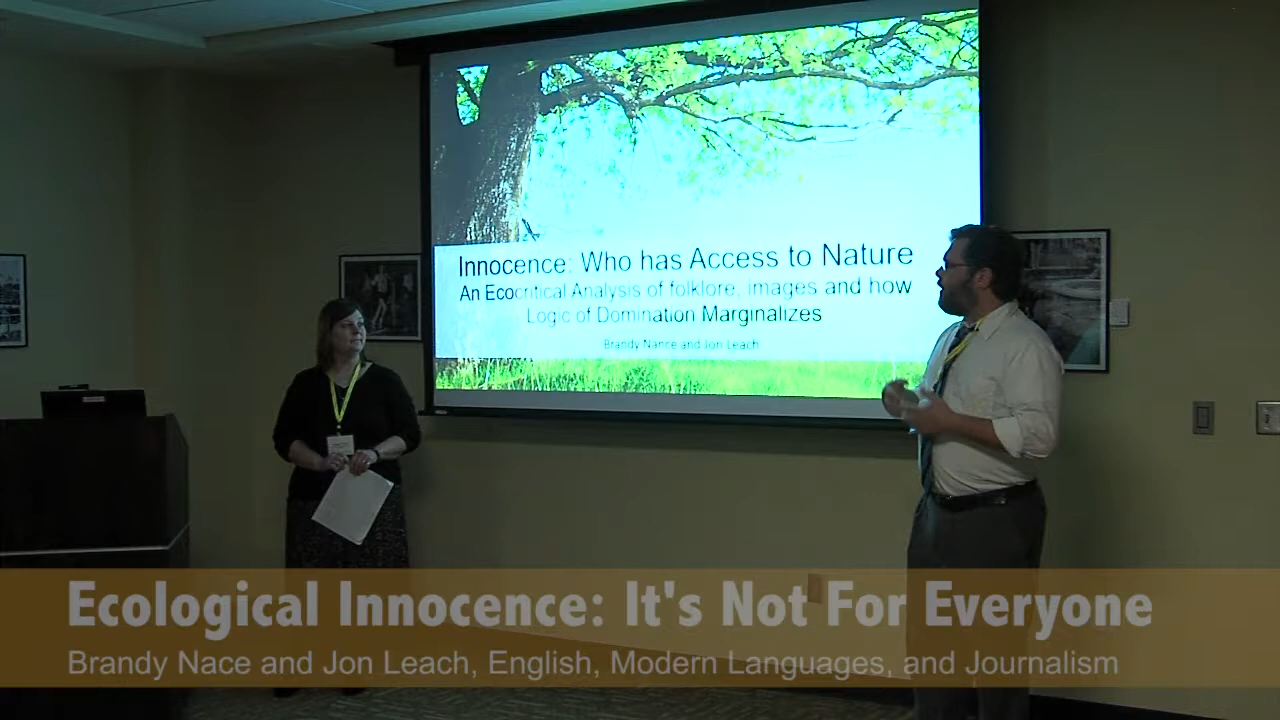 Innocence: Who has Access to Nature
An Ecocritical Analysis of folklore, images and how
Logic of Domination Marginalizes
Brandy Nance and Jon Leach
Ecological Innocence: It's Not For Everyone
Brandy Nace and Jon Leach, English, Modern Languages, and Journalism